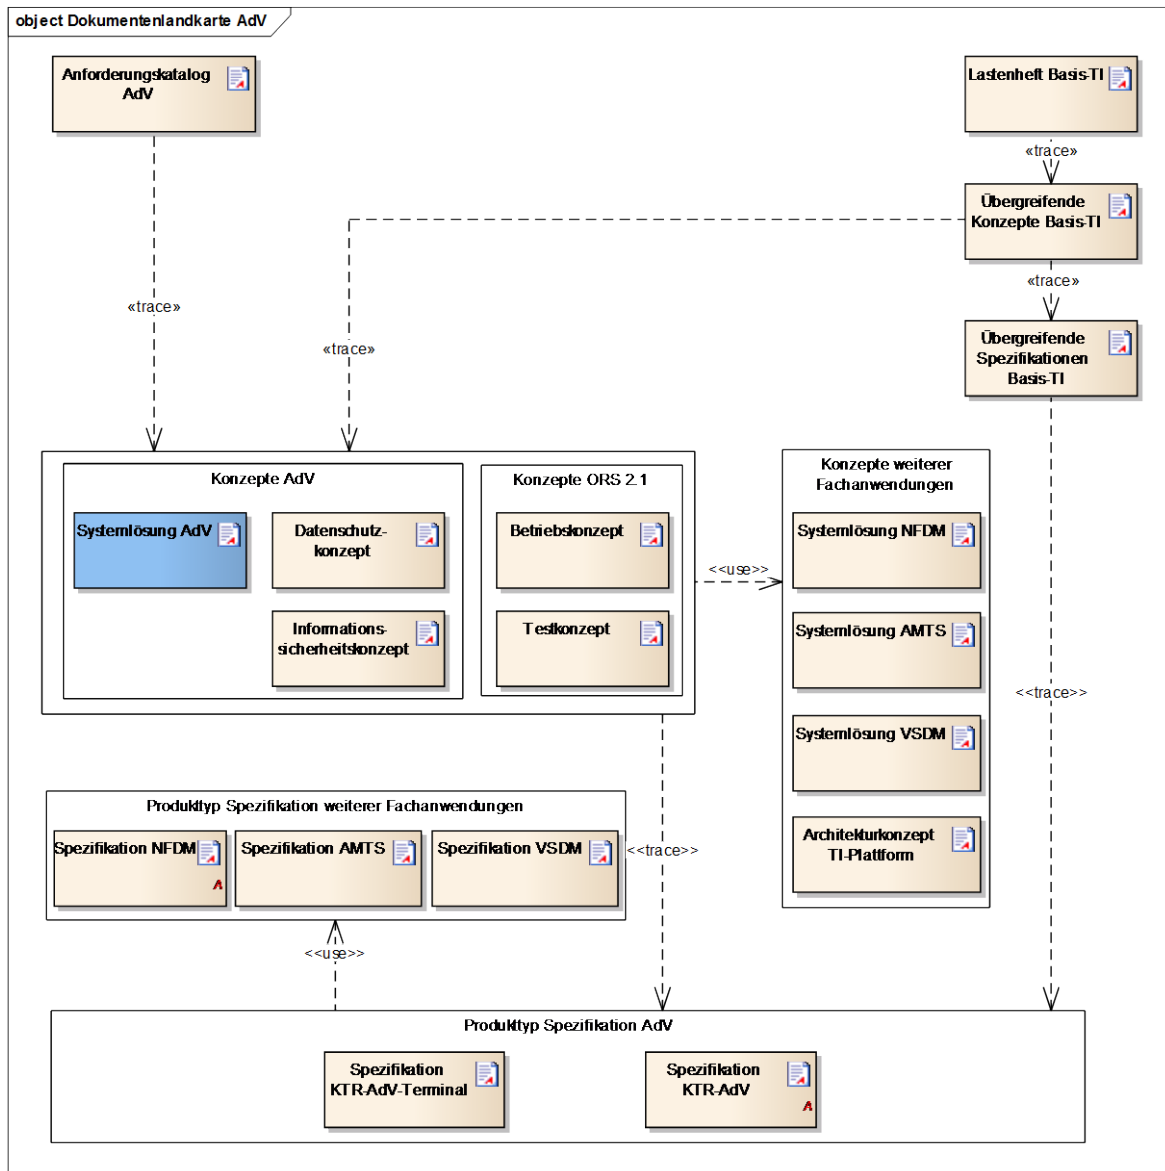 object Dokumentenlandkarte AdV
Anforderungskatalog
AdV
Lastenheft Basis-TI
«trace»
Übergreifende
Konzepte Basis-TI
«trace»
«trace»
«trace»
Übergreifende
Spezifikationen
Basis-TI
Konzepte AdV
Systemlösung AdV
Datenschutz-
konzept
Informations-
sicherheitskonzept
Konzepte ORS 2.1
Betriebskonzept
Testkonzept
<<use>>
Konzepte weiterer
Fachanwendungen
Systemlösung NFDM
Systemlösung AMTS
Systemlösung VSDM
Architekturkonzept
TI-Plattform
<<trace>>
Produkttyp Spezifikation weiterer Fachanwendungen
Spezifikation NFDM
A
Spezifikation AMTS
Spezifikation VSDM
<<trace>>
<<use>>
Produkttyp Spezifikation AdV
Spezifikation
KTR-AdV-Terminal
Spezifikation
KTR-AdV
A